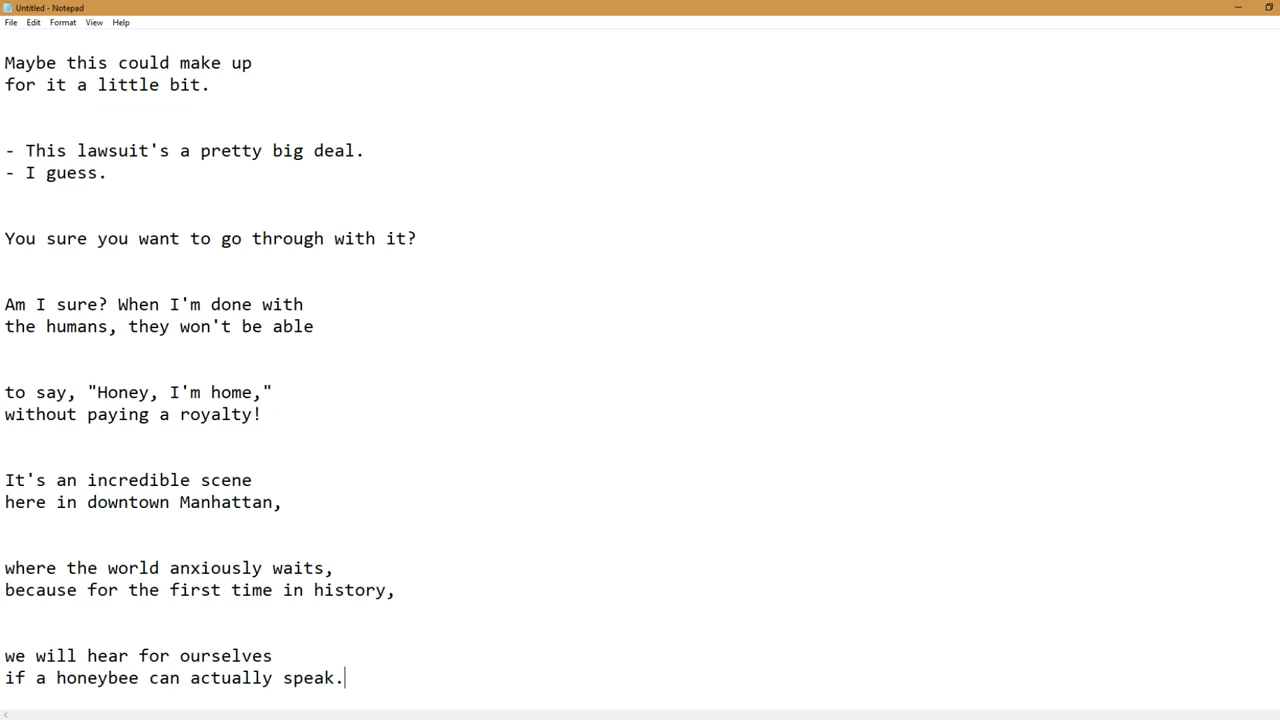 Untitled - Notepad
File Edit Format View Help
Maybe this could make up
for it a little bit.
- This lawsuit's a pretty big deal.
- I guess.
You sure you want to go through with it?
Am I sure? When I'm done with
the humans, they won't be able
to say, "Honey, I'm home,"
without paying a royalty!
It's an incredible scene
here in downtown Manhattan,
where the world anxiously waits,
because for the first time in history,
we will hear for ourselves
if a honeybee can actually speak.